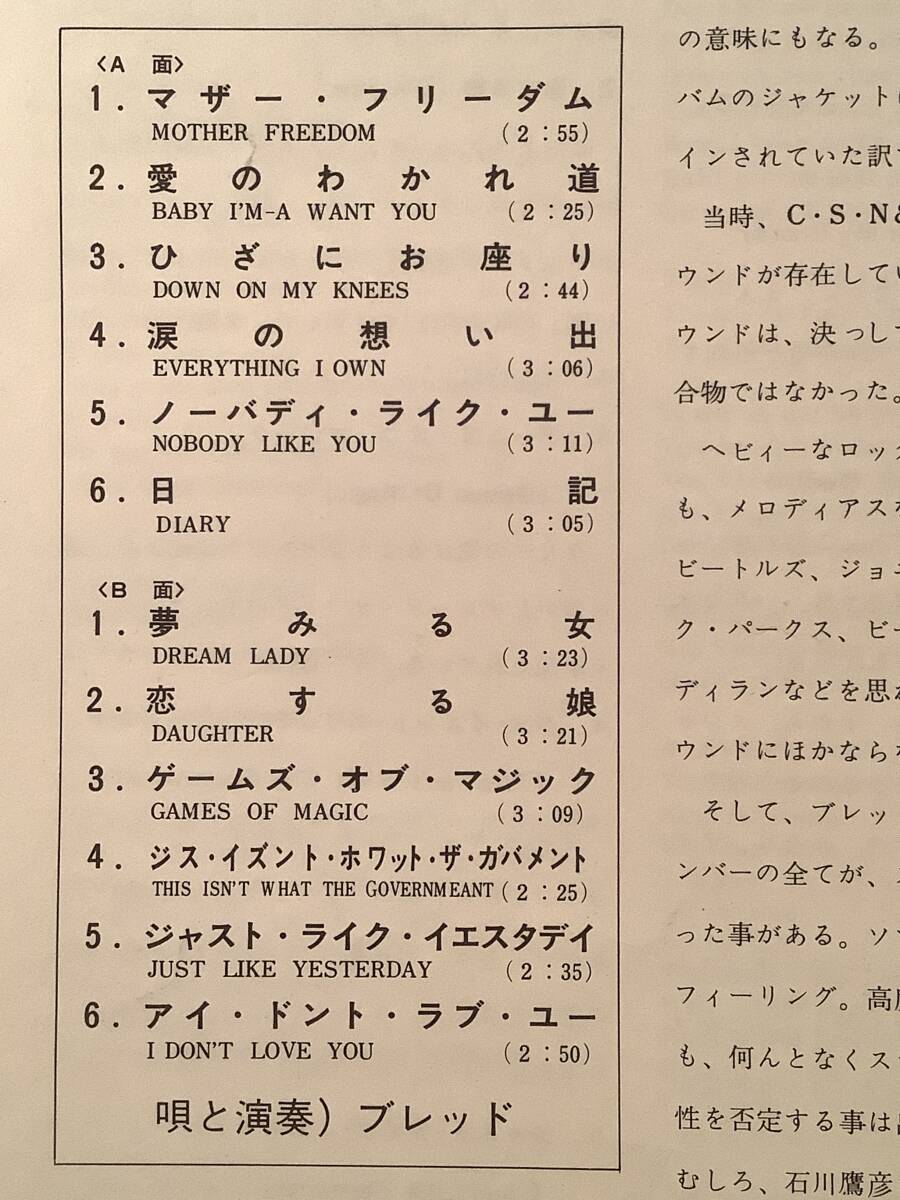 〈A 面〉
1. マザー・フリーダム
MOTHER FREEDOM (2:55)
2. 愛のわかれ道
BABY I'M-A WANT YOU (2:25)
3. ひざにお座り
DOWN ON MY KNEES (2:44)
4. 涙の想い出
EVERYTHING I OWN (3:06)
5. ノーバディ・ライク・ユー
NOBODY LIKE YOU (3:11)
6. 日記
DIARY (3:05)
〈B 面〉
1. 夢みる女
DREAM LADY (3:23)
2. 恋する娘
DAUGHTER (3:21)
3. ゲームズ・オブ・マジック
GAMES OF MAGIC (3:09)
4. ジス・イズント・ホワット・ザ・ガバメント
THIS ISN'T WHAT THE GOVERNMEANT (2:25)
5. ジャスト・ライク・イエスタデイ
JUST LIKE YESTERDAY (2:35)
6. アイ・ドント・ラブ・ユー
I DON'T LOVE YOU (2:50)
唄と演奏)ブレッド
の意味にもなる。
バムのジャケット
インされていた訳
当時、C・S・N&
ウンドが存在してい
ウンドは、決っして
合物ではなかった。
ヘビィーなロッ
も、メロディアス
ビートルズ、ジョニ
ク・パークス、ビー
ディランなどを思
ウンドにほかなら
そして、ブレッ
ンバーの全てが、
った事がある。ソ
フィーリング。高
も、何んとなくス
性を否定する事は
むしろ、石川鷹彦